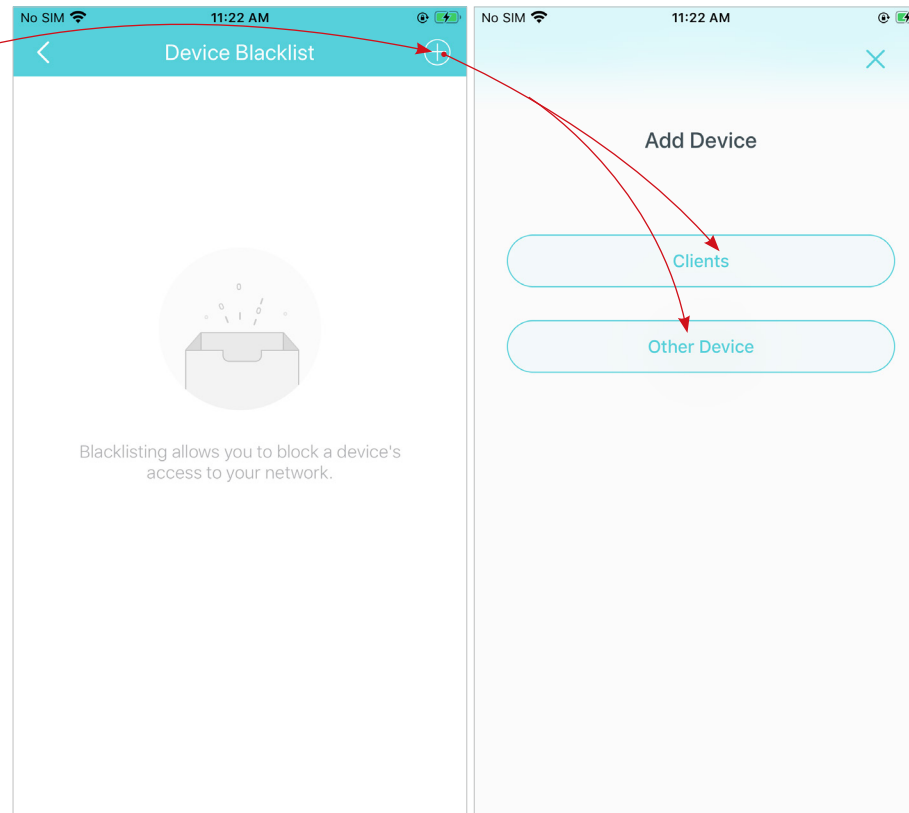 No SIM
11:22 AM
Device Blacklist
Blacklisting allows you to block a device's
access to your network.
No SIM
11:22 AM
Add Device
Clients
Other Device